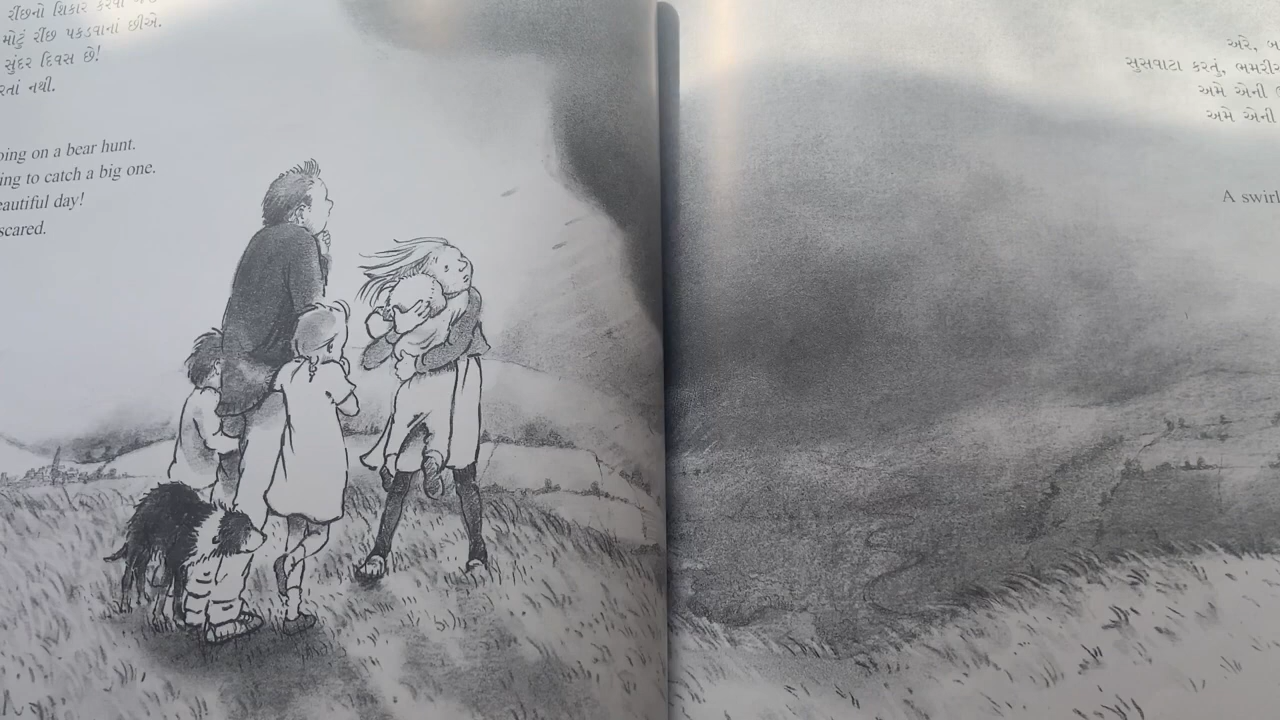 રીંછનો શિકાર કરવા
મોટું રીંછ પકડવાનાં છીએ.
સુંદર દિવસ છે!
રતાં નથી.
oing on a bear hunt.
ing to catch a big one.
eautiful day!
scared.
અરે, બ
સુસવાટા કરતું, ભમરી
અમે એની
અમે એની
A swirl